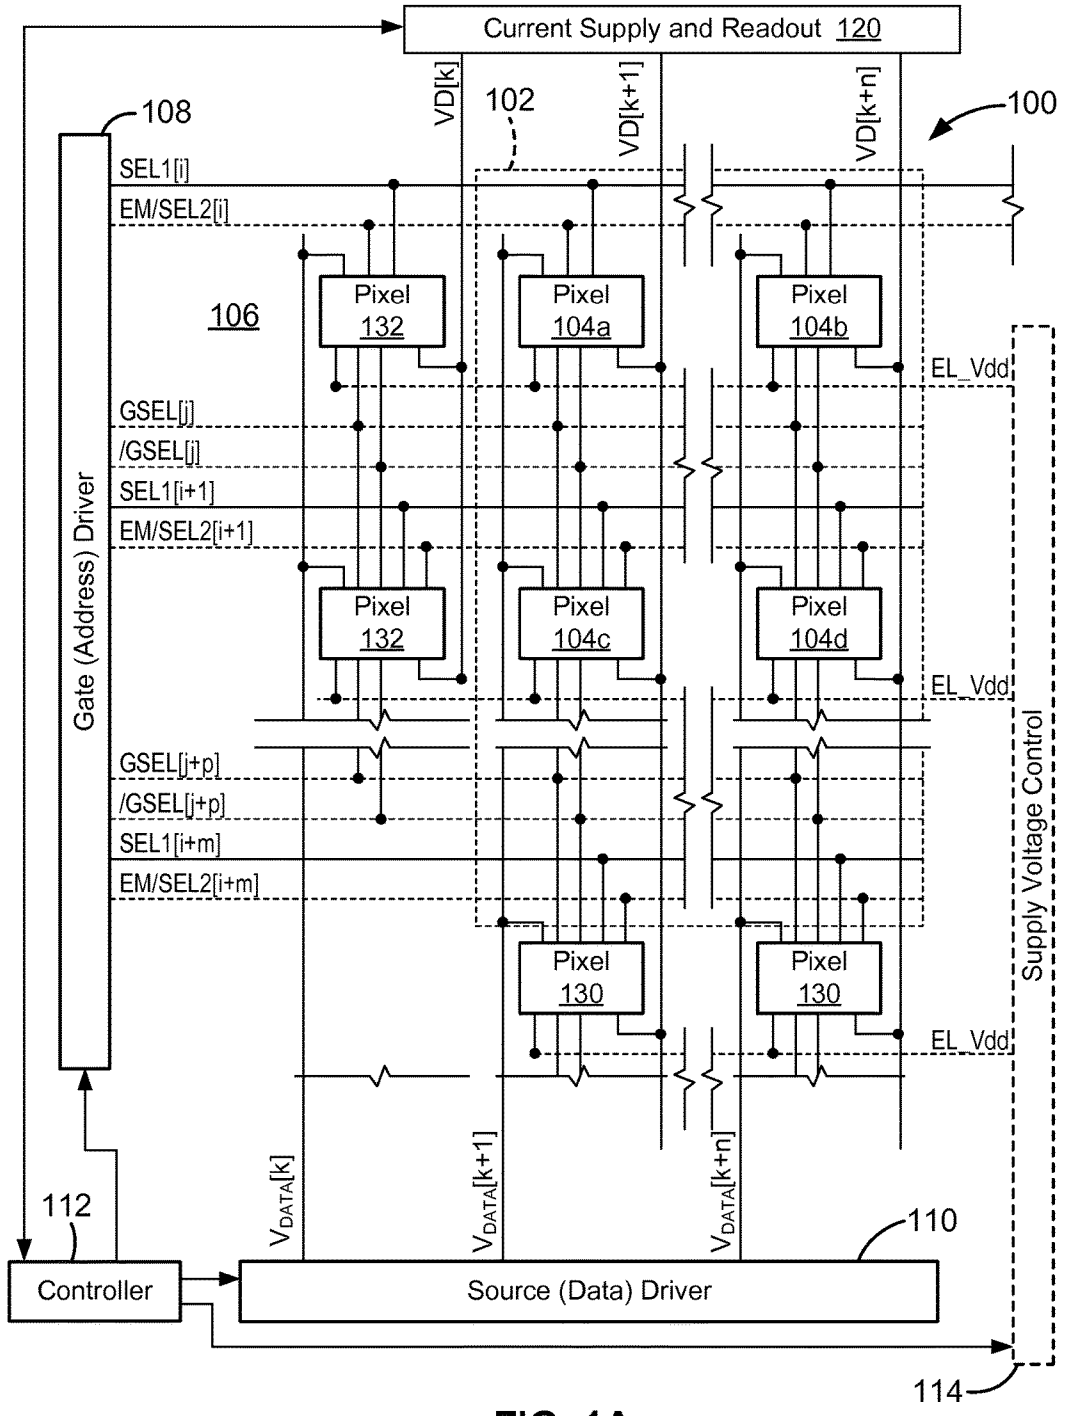 Current Supply and Readout 120
VD[k]
VD[k+1]
VD[k+n]
102
100
108
SEL1[i]
EM/SEL2[i]
Pixel
132
Pixel
104a
Pixel
104b
106
EL_Vdd
GSEL[j]
/GSEL[j]
SEL1[i+1]
EM/SEL2[i+1]
Gate (Address) Driver
Pixel
132
Pixel
104c
Pixel
104d
EL_Vdd
GSEL[j+p]
/GSEL[j+p]
SEL1[i+m]
EM/SEL2[i+m]
Supply Voltage Control
Pixel
130
Pixel
130
EL_Vdd
VDATA[k]
VDATA[k+1]
VDATA[k+n]
112
110
Controller
Source (Data) Driver
114
FIG. 1A